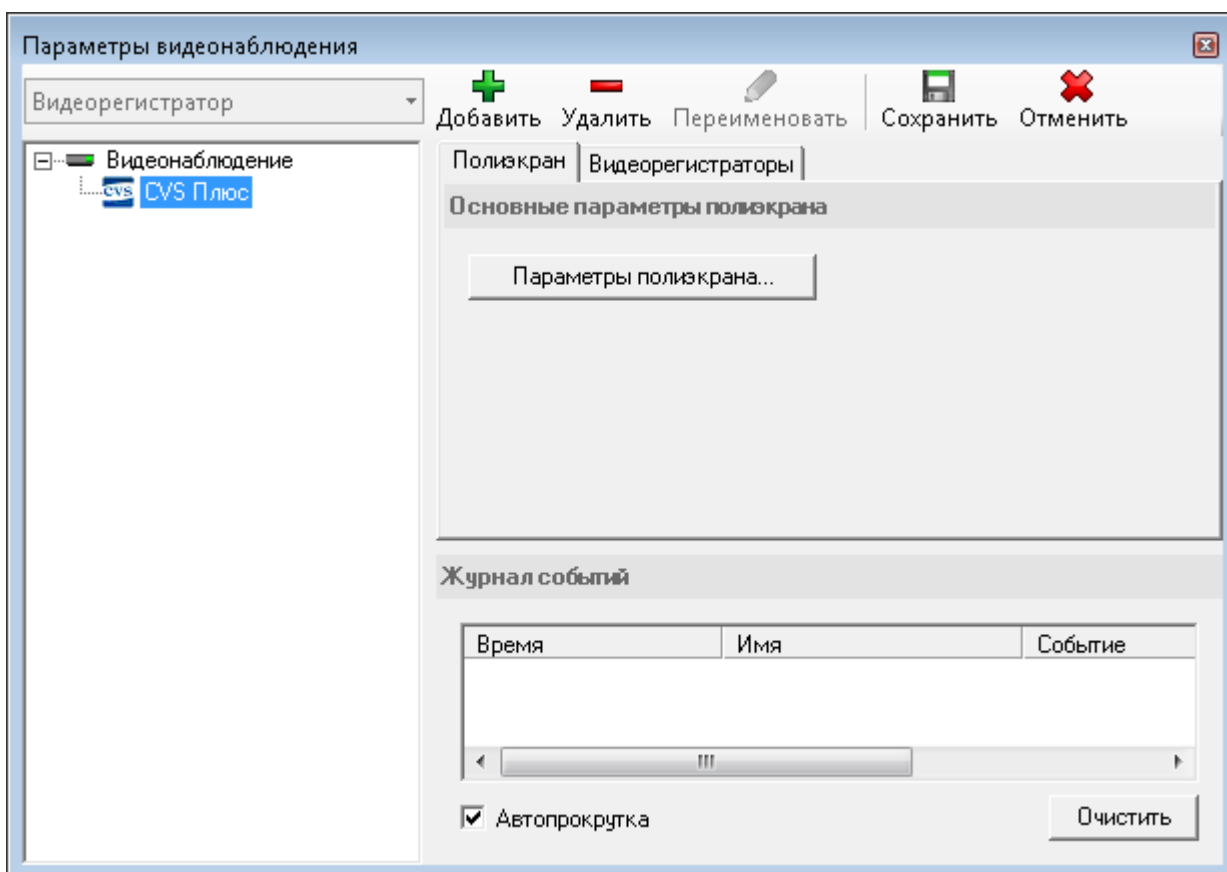 Параметры видеонаблюдения
Видеорегистратор
Добавить Удалить Переименовать Сохранить Отменить
Видеонаблюдение
cvs CVS Плюс
Полиэкран Видеорегистраторы
Основные параметры полиэкрана
Параметры полиэкрана...
Журнал событий
Время Имя Событие
Автопрокрутка
Очистить